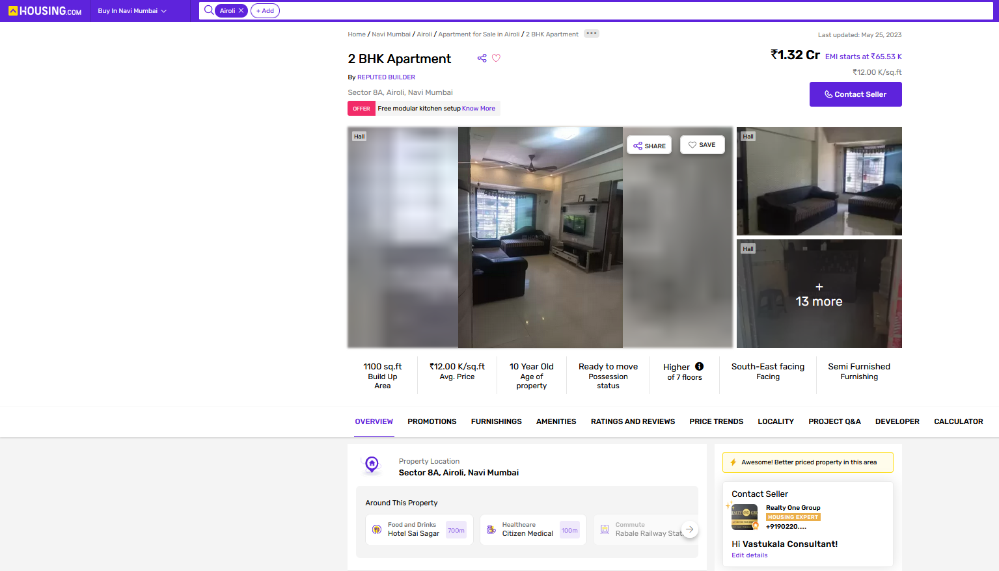 HOUSING.COM
Buy In Navi Mumbai
Airoli
+ Add
Home / Navi Mumbai / Airoli / Apartment for Sale in Airoli / 2 BHK Apartment
Last updated: May 25, 2023
2 BHK Apartment
₹1.32 Cr EMI starts at ₹65.53 K
By REPUTED BUILDER
₹12.00 K/sq.ft
Sector 8A, Airoli, Navi Mumbai
Contact Seller
OFFER Free modular kitchen setup Know More
Hall
SHARE
SAVE
Hall
Hall
+
13 more
1100 sq.ft
Build Up
Area
₹12.00 K/sq.ft
Avg. Price
10 Year Old
Age of
property
Ready to move
Possession
status
Higher
of 7 floors
South-East facing
Facing
Semi Furnished
Furnishing
OVERVIEW PROMOTIONS FURNISHINGS AMENITIES RATINGS AND REVIEWS PRICE TRENDS LOCALITY PROJECT Q&A DEVELOPER CALCULATOR
Property Location
Sector 8A, Airoli, Navi Mumbai
Around This Property
Food and Drinks
Hotel Sai Sagar
700m
Healthcare
Citizen Medical
100m
Commute
Rabale Railway Stat
Awesome! Better priced property in this area
Contact Seller
Realty One Group
HOUSING EXPERT
+9190220.....
Hi Vastukala Consultant!
Edit details